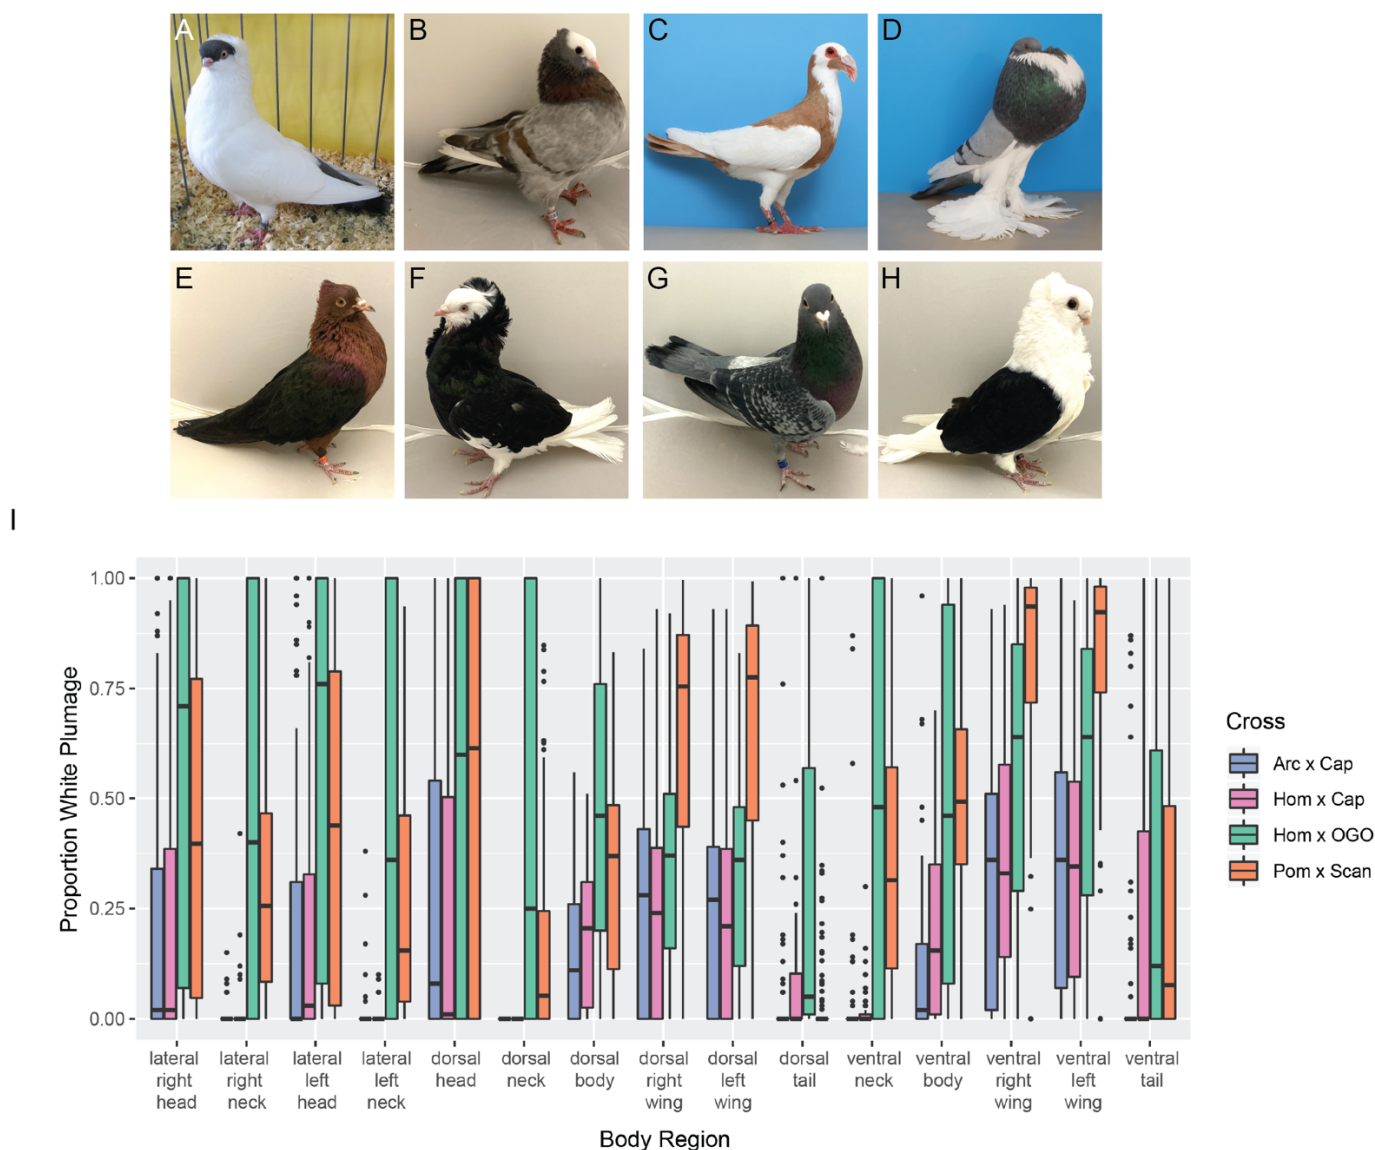 A
B
C
D
E
F
G
H
I
Proportion White Plumage
1.00
0.75
0.50
0.25
0.00
lateral right head
lateral right neck
lateral left head
lateral left neck
dorsal head
dorsal neck
dorsal body
dorsal right wing
dorsal left wing
dorsal tail
ventral neck
ventral body
ventral right wing
ventral left wing
ventral tail
Body Region
Cross
Arc x Cap
Hom x Cap
Hom x OGO
Pom x Scan